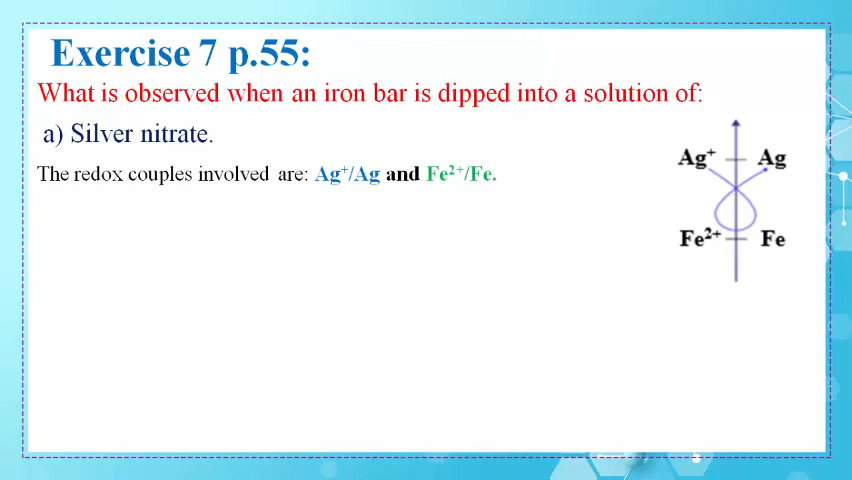 Exercise 7 p.55:
What is observed when an iron bar is dipped into a solution of:
a) Silver nitrate.
The redox couples involved are: Ag⁺/Ag and Fe²⁺/Fe.
Ag⁺ Ag
Fe²⁺ Fe